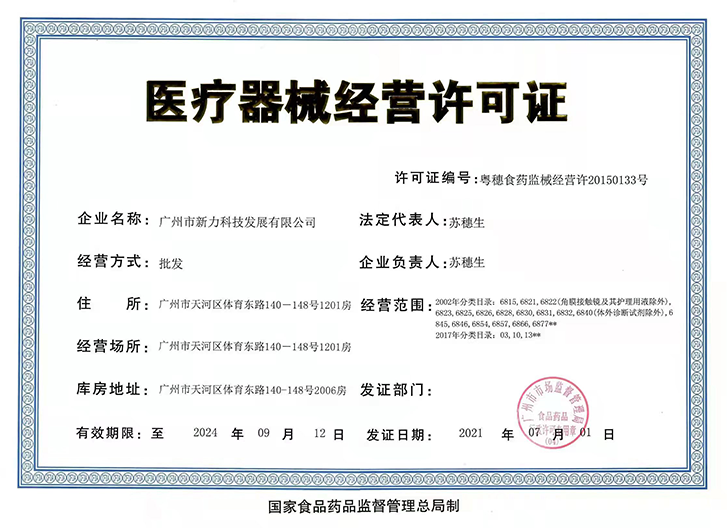 医疗器械经营许可证
许可证编号：粤穗食药监械经营许20150133号
企业名称：广州市新力科技发展有限公司
法定代表人：苏穗生
经营方式：批发
企业负责人：苏穗生
住 所：广州市天河区体育东路140－148号1201房
经营范围：2002年分类目录：6815,6821,6822(角膜接触镜及其护理用液除外),
6823,6825,6826,6828,6830,6831,6832,6840(体外诊断试剂除外),6
845,6846,6854,6857,6866,6877**
2017年分类目录：03,10,13**
经营场所：广州市天河区体育东路140－148号1201房
库房地址：广州市天河区体育东路140-148号2006房
发证部门：
广州市市场监督管理局
食品药品
有效期限：至 2024 年 09 月 12 日
发证日期：2021 年 07 月 01 日
国家食品药品监督管理总局制